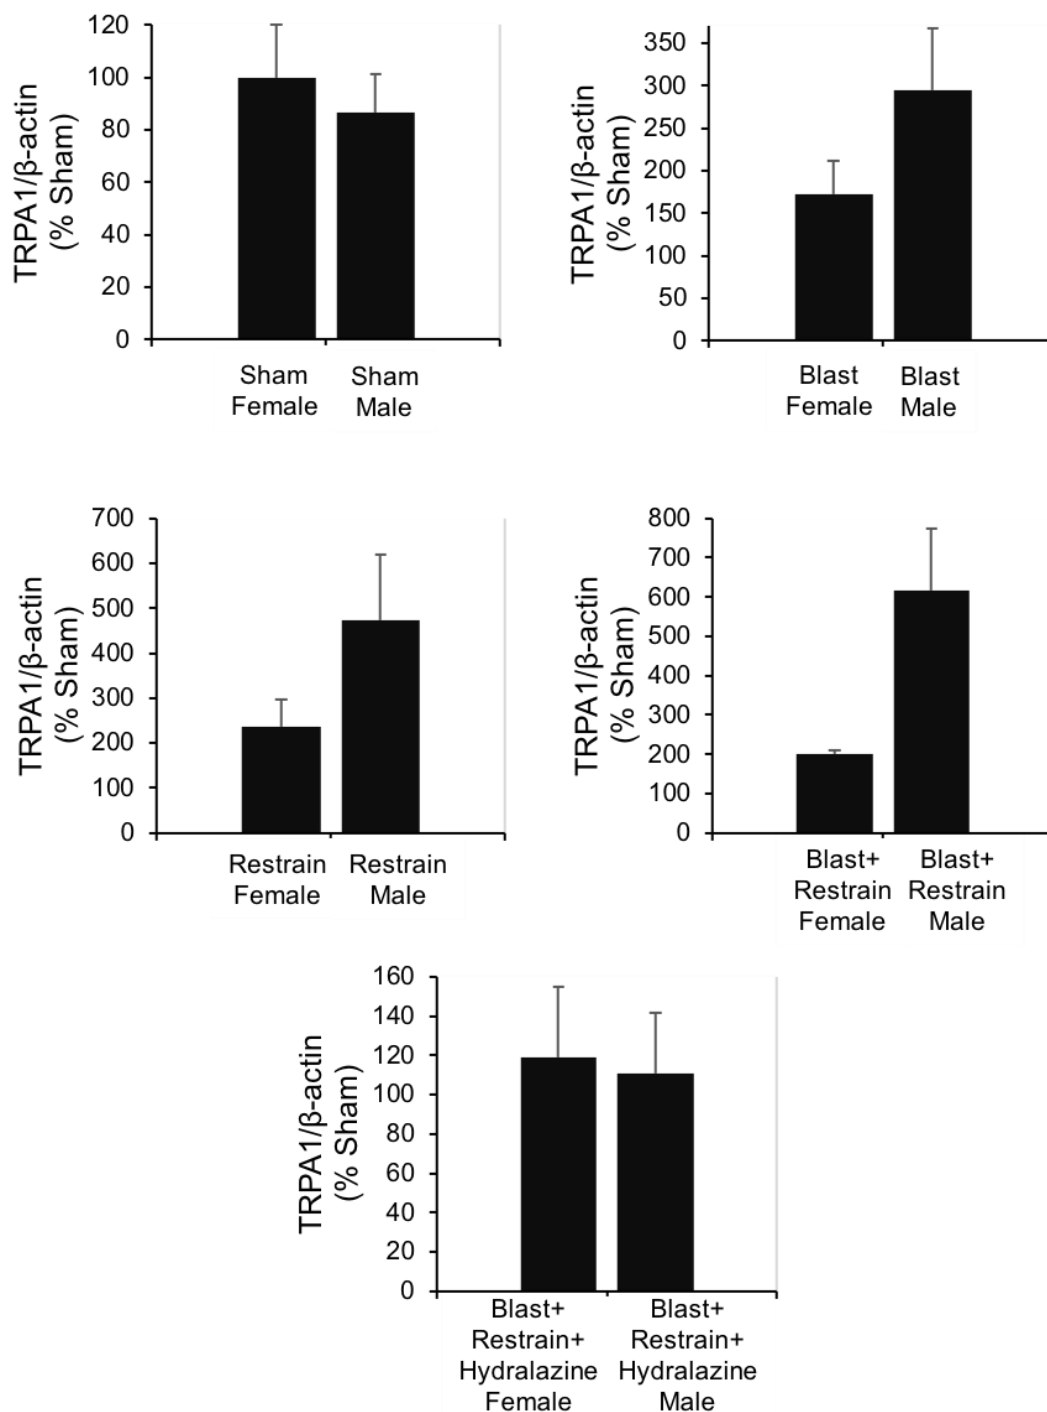 TRPA1/β-actin
(% Sham)
120
100
80
60
40
20
0
Sham
Female
Sham
Male
TRPA1/β-actin
(% Sham)
350
300
250
200
150
100
50
0
Blast
Female
Blast
Male
TRPA1/β-actin
(% Sham)
700
600
500
400
300
200
100
0
Restrain
Female
Restrain
Male
TRPA1/β-actin
(% Sham)
800
700
600
500
400
300
200
100
0
Blast+
Restrain
Female
Blast+
Restrain
Male
TRPA1/β-actin
(% Sham)
160
140
120
100
80
60
40
20
0
Blast+
Restrain+
Hydralazine
Female
Blast+
Restrain+
Hydralazine
Male